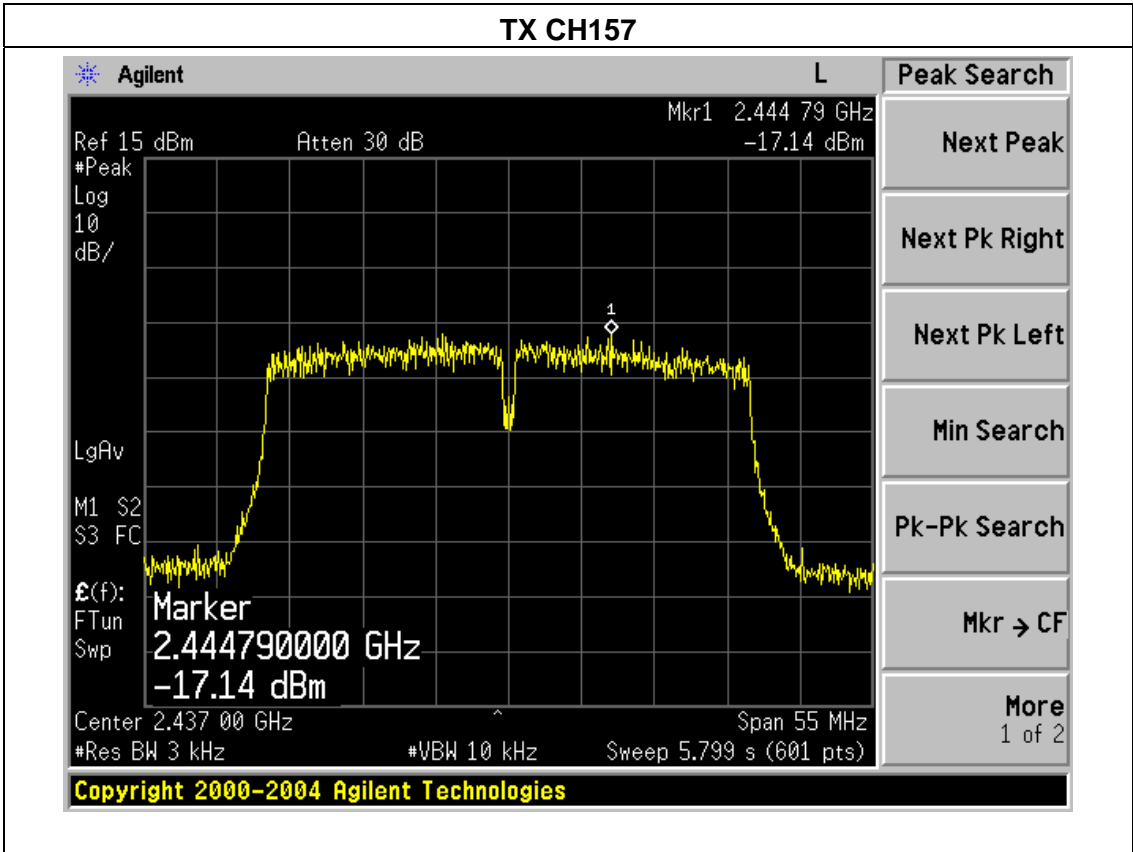 TX CH157
Agilent L Peak Search
Mkr1 2.444 79 GHz
Ref 15 dBm Atten 30 dB -17.14 dBm
#Peak
Log
10
dB/
1
LgAv
M1 S2
S3 FC
£(f):
FTun
Swp
Marker
2.444790000 GHz
-17.14 dBm
Center 2.437 00 GHz ^ Span 55 MHz
#Res BW 3 kHz #VBW 10 kHz Sweep 5.799 s (601 pts)
Next Peak
Next Pk Right
Next Pk Left
Min Search
Pk-Pk Search
Mkr → CF
More
1 of 2
Copyright 2000-2004 Agilent Technologies